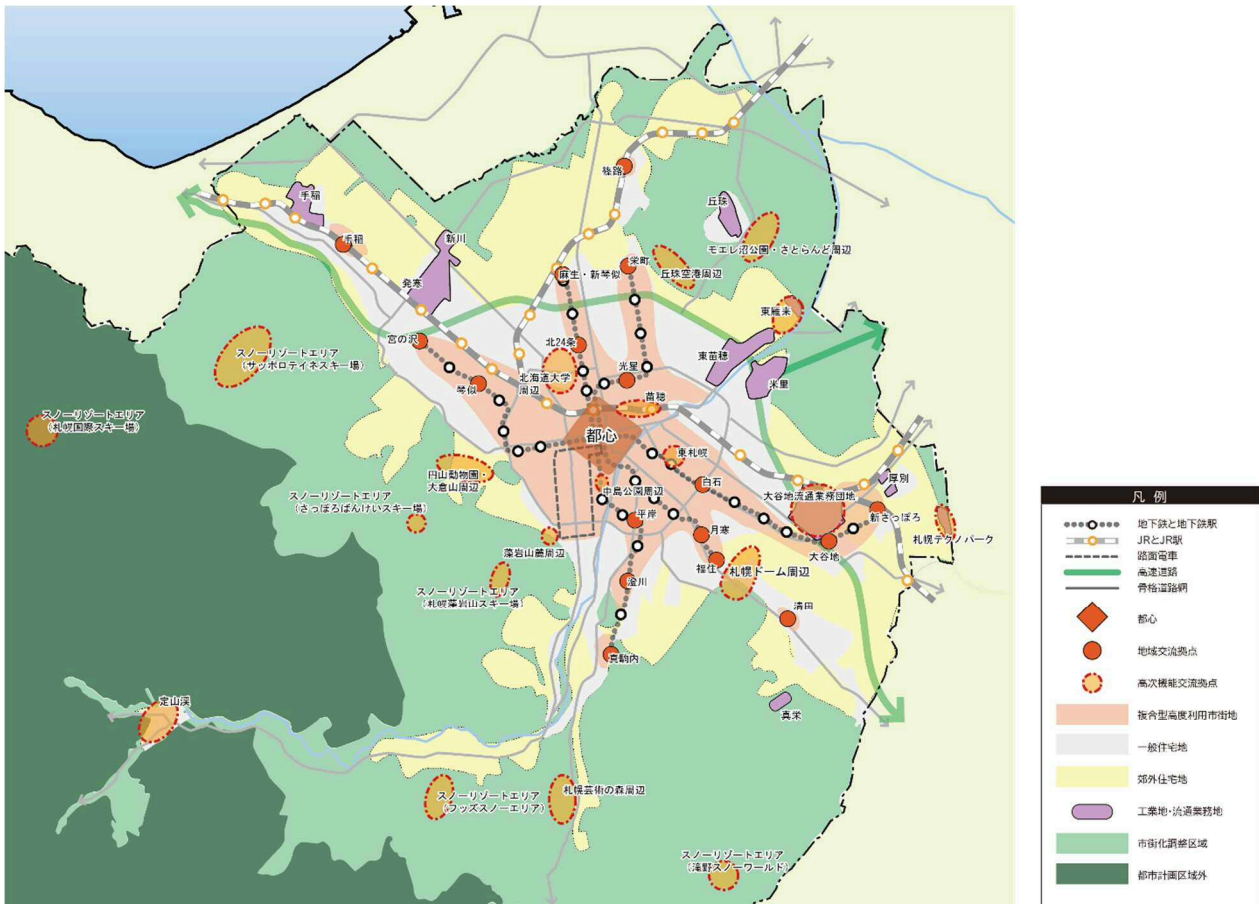 篠路
手稲
丘珠
モエレ沼公園・さとらんど周辺
新川
手稲
栄町
麻生・新琴似
丘珠空港周辺
発寒
東雁来
宮の沢
北24条
東苗穂
スノーリゾートエリア
（サッポロテイネスキー場）
光星
北海道大学
周辺
米里
琴似
苗穂
スノーリゾートエリア
（札幌国際スキー場）
都心
東札幌
円山動物園・
大倉山周辺
白石
厚別
大谷地流通業務団地
中島公園周辺
スノーリゾートエリア
（さっぽろばんけいスキー場）
新さっぽろ
平岸
月寒
札幌テクノパーク
藻岩山麓周辺
大谷地
福住
札幌ドーム周辺
澄川
スノーリゾートエリア
（札幌藻岩山スキー場）
清田
真駒内
定山渓
真栄
スノーリゾートエリア
（フッズスノーエリア）
札幌芸術の森周辺
スノーリゾートエリア
（滝野スノーワールド）
凡 例
地下鉄と地下鉄駅
JRとJR駅
路面電車
高速道路
骨格道路網
都心
地域交流拠点
高次機能交流拠点
複合型高度利用市街地
一般住宅地
郊外住宅地
工業地・流通業務地
市街化調整区域
都市計画区域外